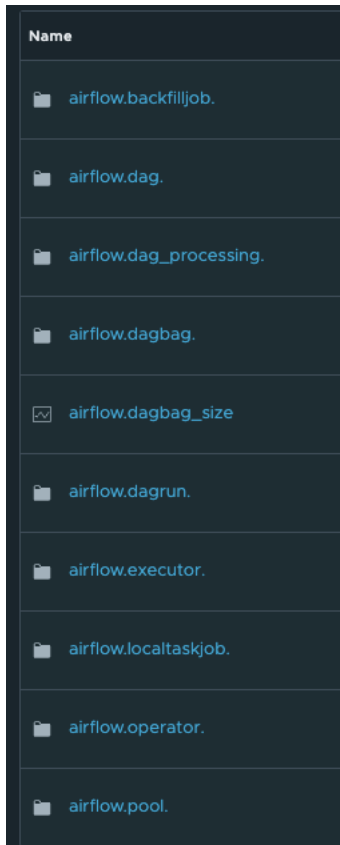 Name
airflow.backfilljob.
airflow.dag.
airflow.dag_processing.
airflow.dagbag.
airflow.dagbag_size
airflow.dagrun.
airflow.executor.
airflow.localtaskjob.
airflow.operator.
airflow.pool.